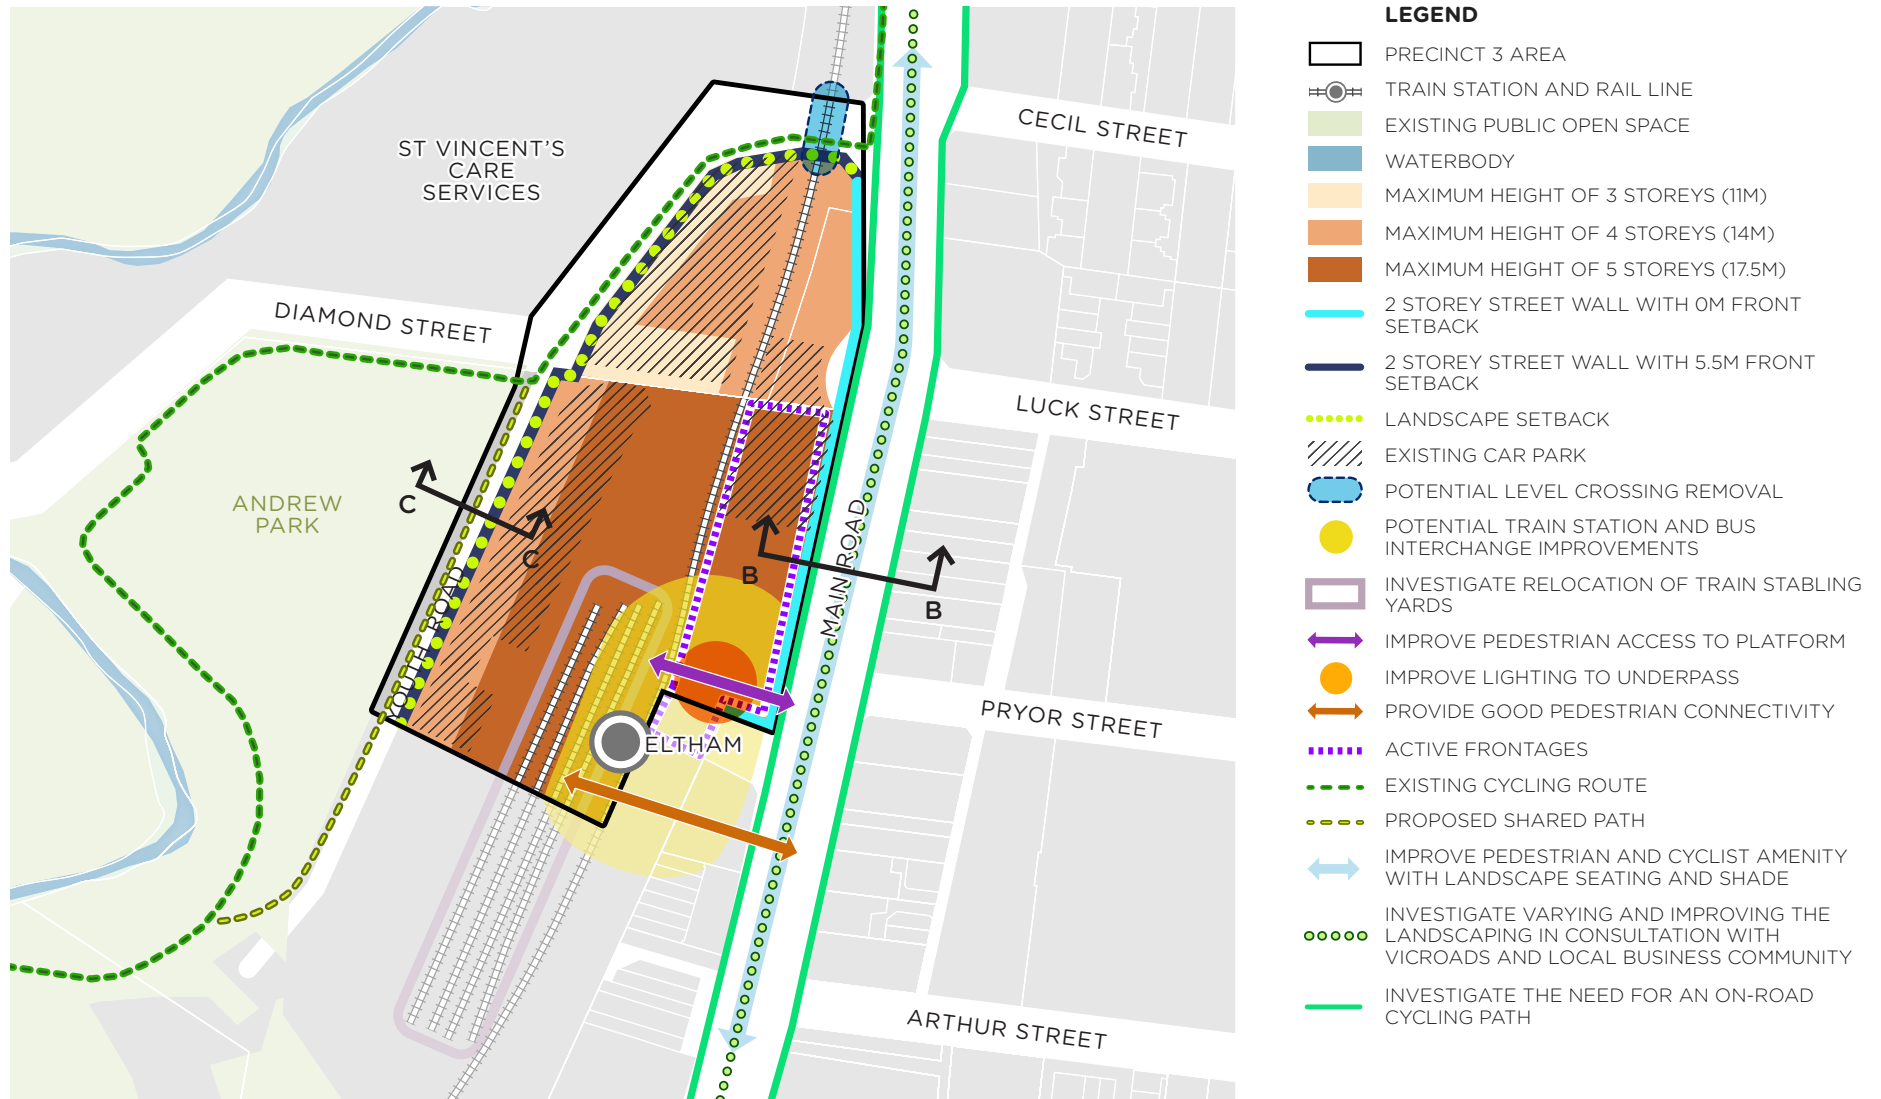 ST VINCENT'S
CARE
SERVICES
DIAMOND STREET
CECIL STREET
LUCK STREET
ANDREW
PARK
C
C
B
B
MAIN ROAD
OUTH ROAD
ELTHAM
PRYOR STREET
ARTHUR STREET
LEGEND
PRECINCT 3 AREA
TRAIN STATION AND RAIL LINE
EXISTING PUBLIC OPEN SPACE
WATERBODY
MAXIMUM HEIGHT OF 3 STOREYS (11M)
MAXIMUM HEIGHT OF 4 STOREYS (14M)
MAXIMUM HEIGHT OF 5 STOREYS (17.5M)
2 STOREY STREET WALL WITH 0M FRONT
SETBACK
2 STOREY STREET WALL WITH 5.5M FRONT
SETBACK
LANDSCAPE SETBACK
EXISTING CAR PARK
POTENTIAL LEVEL CROSSING REMOVAL
POTENTIAL TRAIN STATION AND BUS
INTERCHANGE IMPROVEMENTS
INVESTIGATE RELOCATION OF TRAIN STABLING
YARDS
IMPROVE PEDESTRIAN ACCESS TO PLATFORM
IMPROVE LIGHTING TO UNDERPASS
PROVIDE GOOD PEDESTRIAN CONNECTIVITY
ACTIVE FRONTAGES
EXISTING CYCLING ROUTE
PROPOSED SHARED PATH
IMPROVE PEDESTRIAN AND CYCLIST AMENITY
WITH LANDSCAPE SEATING AND SHADE
INVESTIGATE VARYING AND IMPROVING THE
LANDSCAPING IN CONSULTATION WITH
VICROADS AND LOCAL BUSINESS COMMUNITY
INVESTIGATE THE NEED FOR AN ON-ROAD
CYCLING PATH